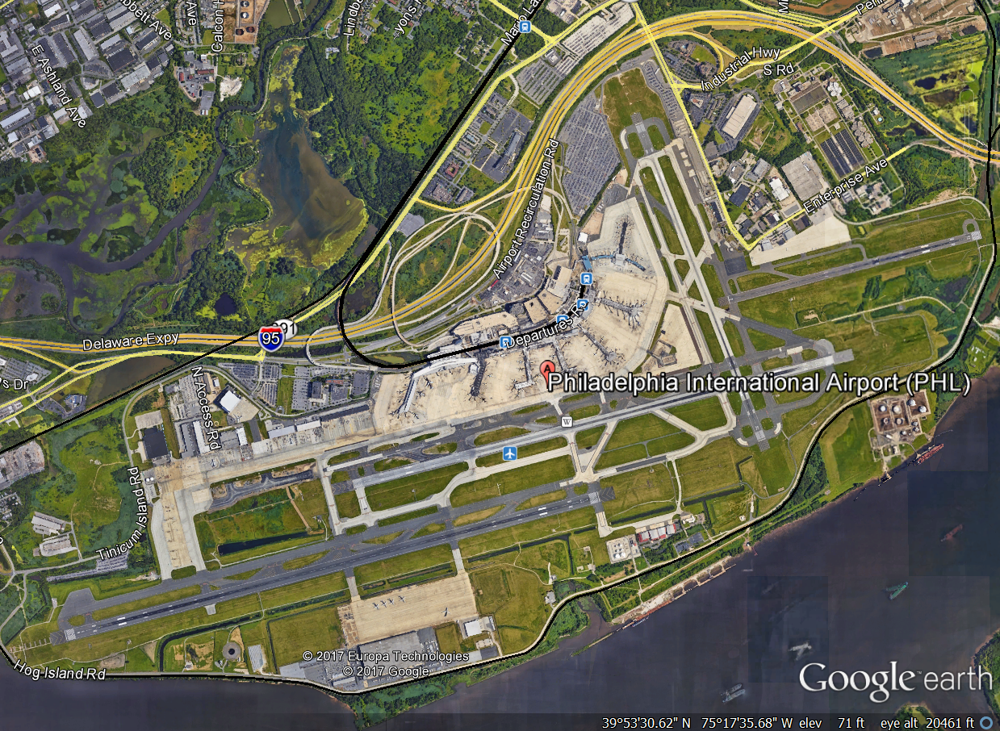 bbett Ave
Ave
Calcon H
Lindb
yons R
Mario La
Penr
E Ashland Ave
Industrial Hwy
S Rd
Airport Recirculation Rd
Enterprise Ave
291
95
Delaware Expy
Departures Rd
's Dr
N Access Rd
A
Philadelphia International Airport (PHL)
W
Tinicum Island Rd
Hog Island Rd
© 2017 Europa Technologies
© 2017 Google
Google earth
39°53'30.62" N 75°17'35.68" W elev 71 ft eye alt 20461 ft